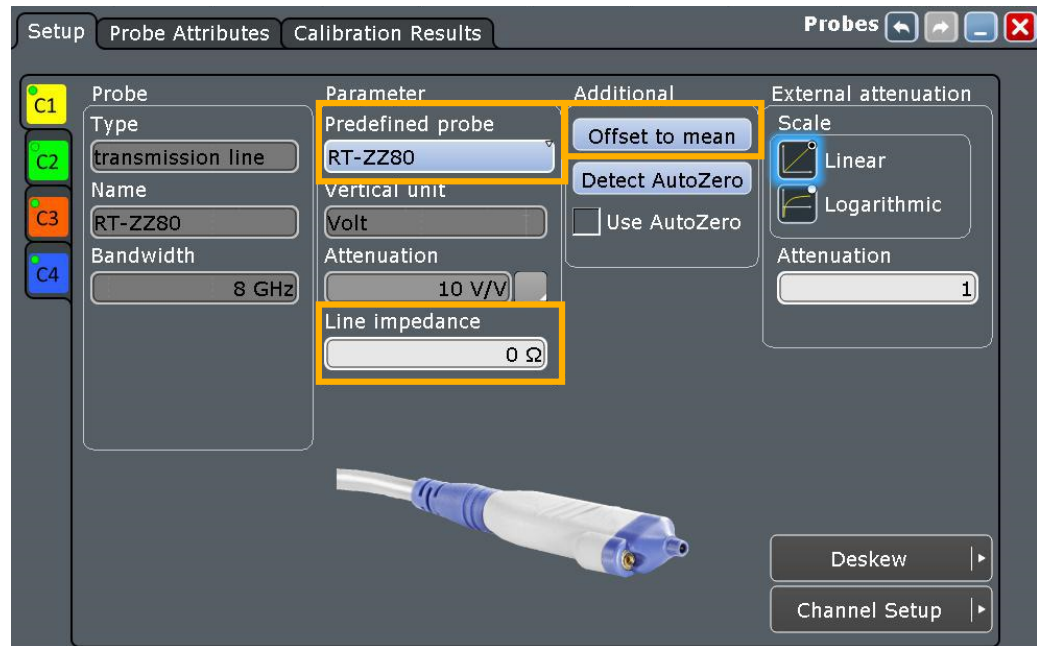 Setup
Probe Attributes
Calibration Results
Probes
C1
C2
C3
C4
Probe
Type
transmission line
Name
RT-ZZ80
Bandwidth
8 GHz
Parameter
Predefined probe
RT-ZZ80
Vertical unit
Volt
Attenuation
10 V/V
Line impedance
0 Ω
Additional
Offset to mean
Detect AutoZero
Use AutoZero
External attenuation
Scale
Linear
Logarithmic
Attenuation
1
Deskew
Channel Setup